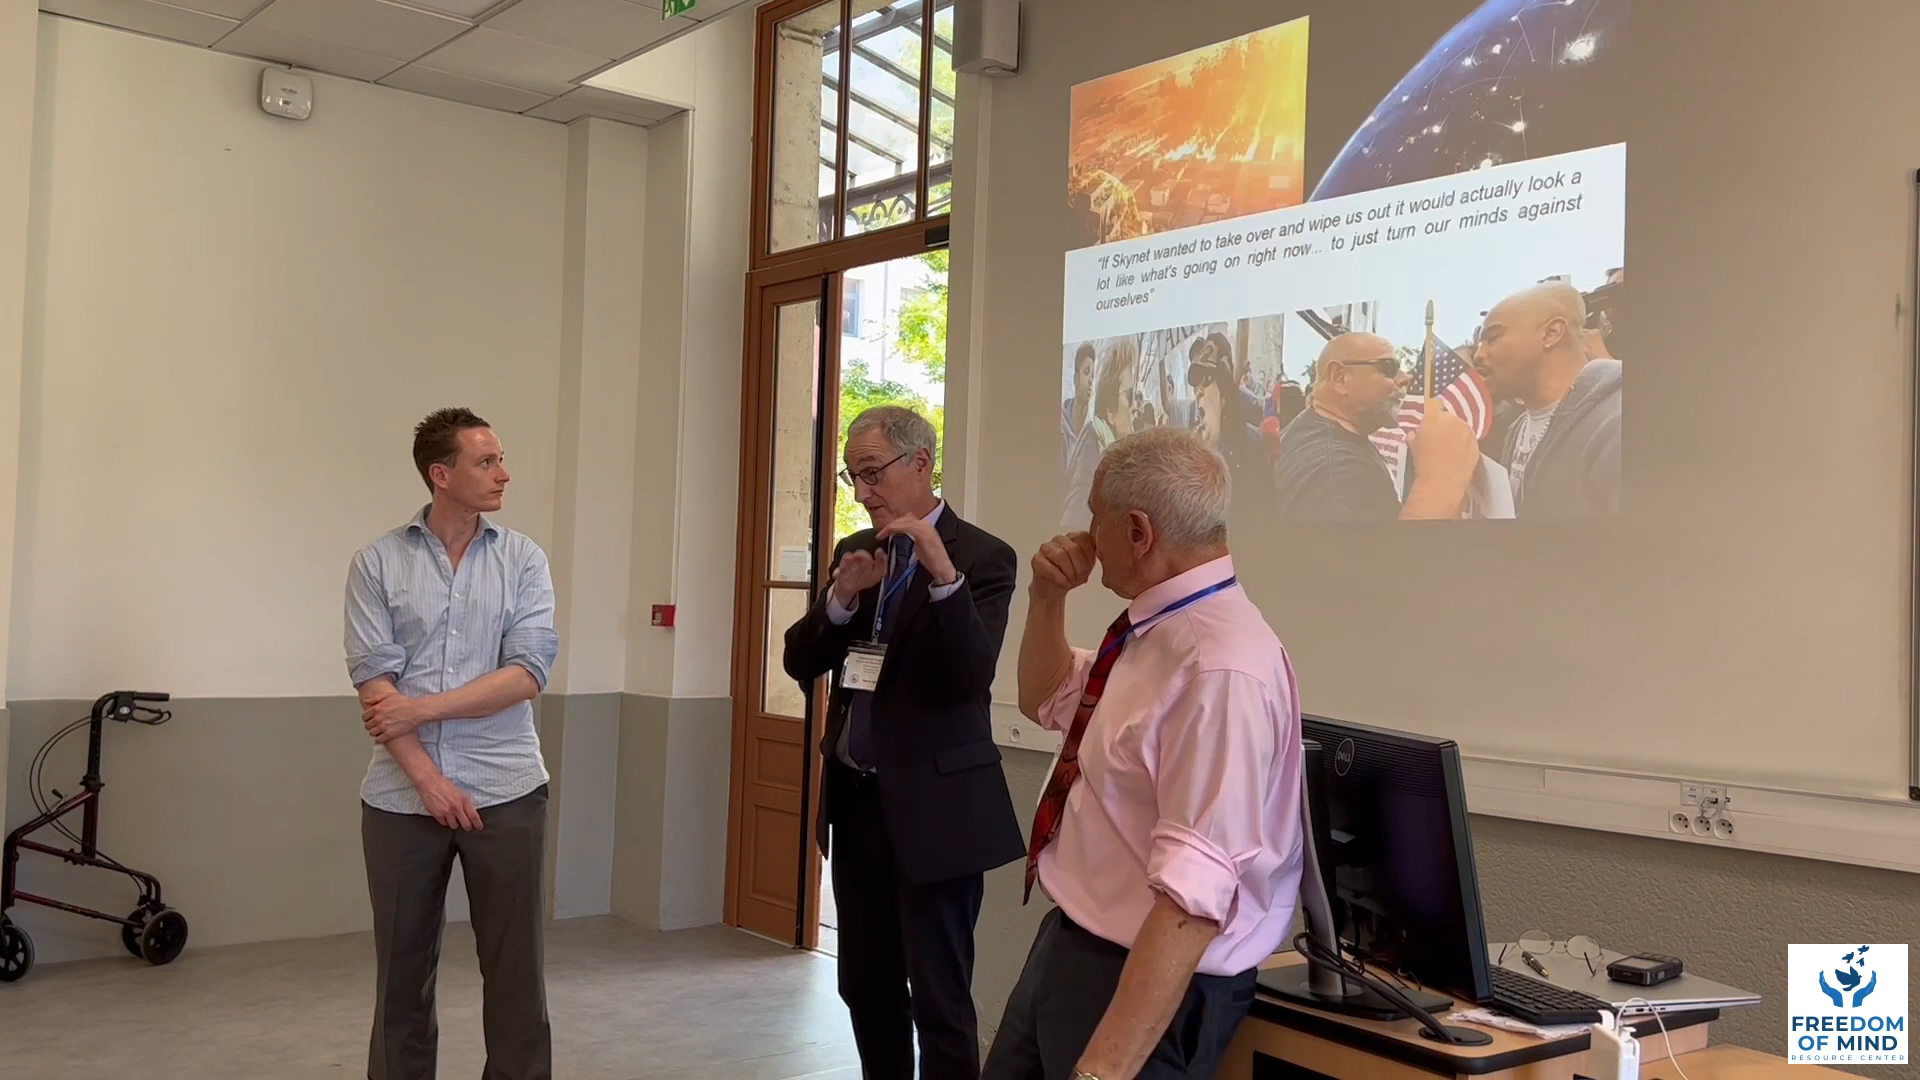 “If Skynet wanted to take over and wipe us out it would actually look a
lot like what's going on right now... to just turn our minds against
ourselves”
DELL
FREEDOM
OF MIND
RESOURCE CENTER